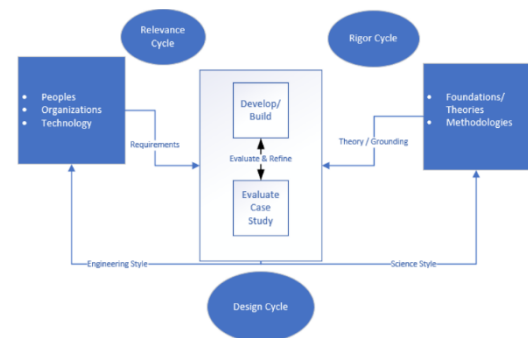 Relevance
Cycle
Rigor Cycle
• Peoples
• Organizations
• Technology
Develop/
Build
• Foundations/
Theories
• Methodologies
Requirements
Evaluate & Refine
Theory / Grounding
Evaluate
Case
Study
Engineering Style
Science Style
Design Cycle